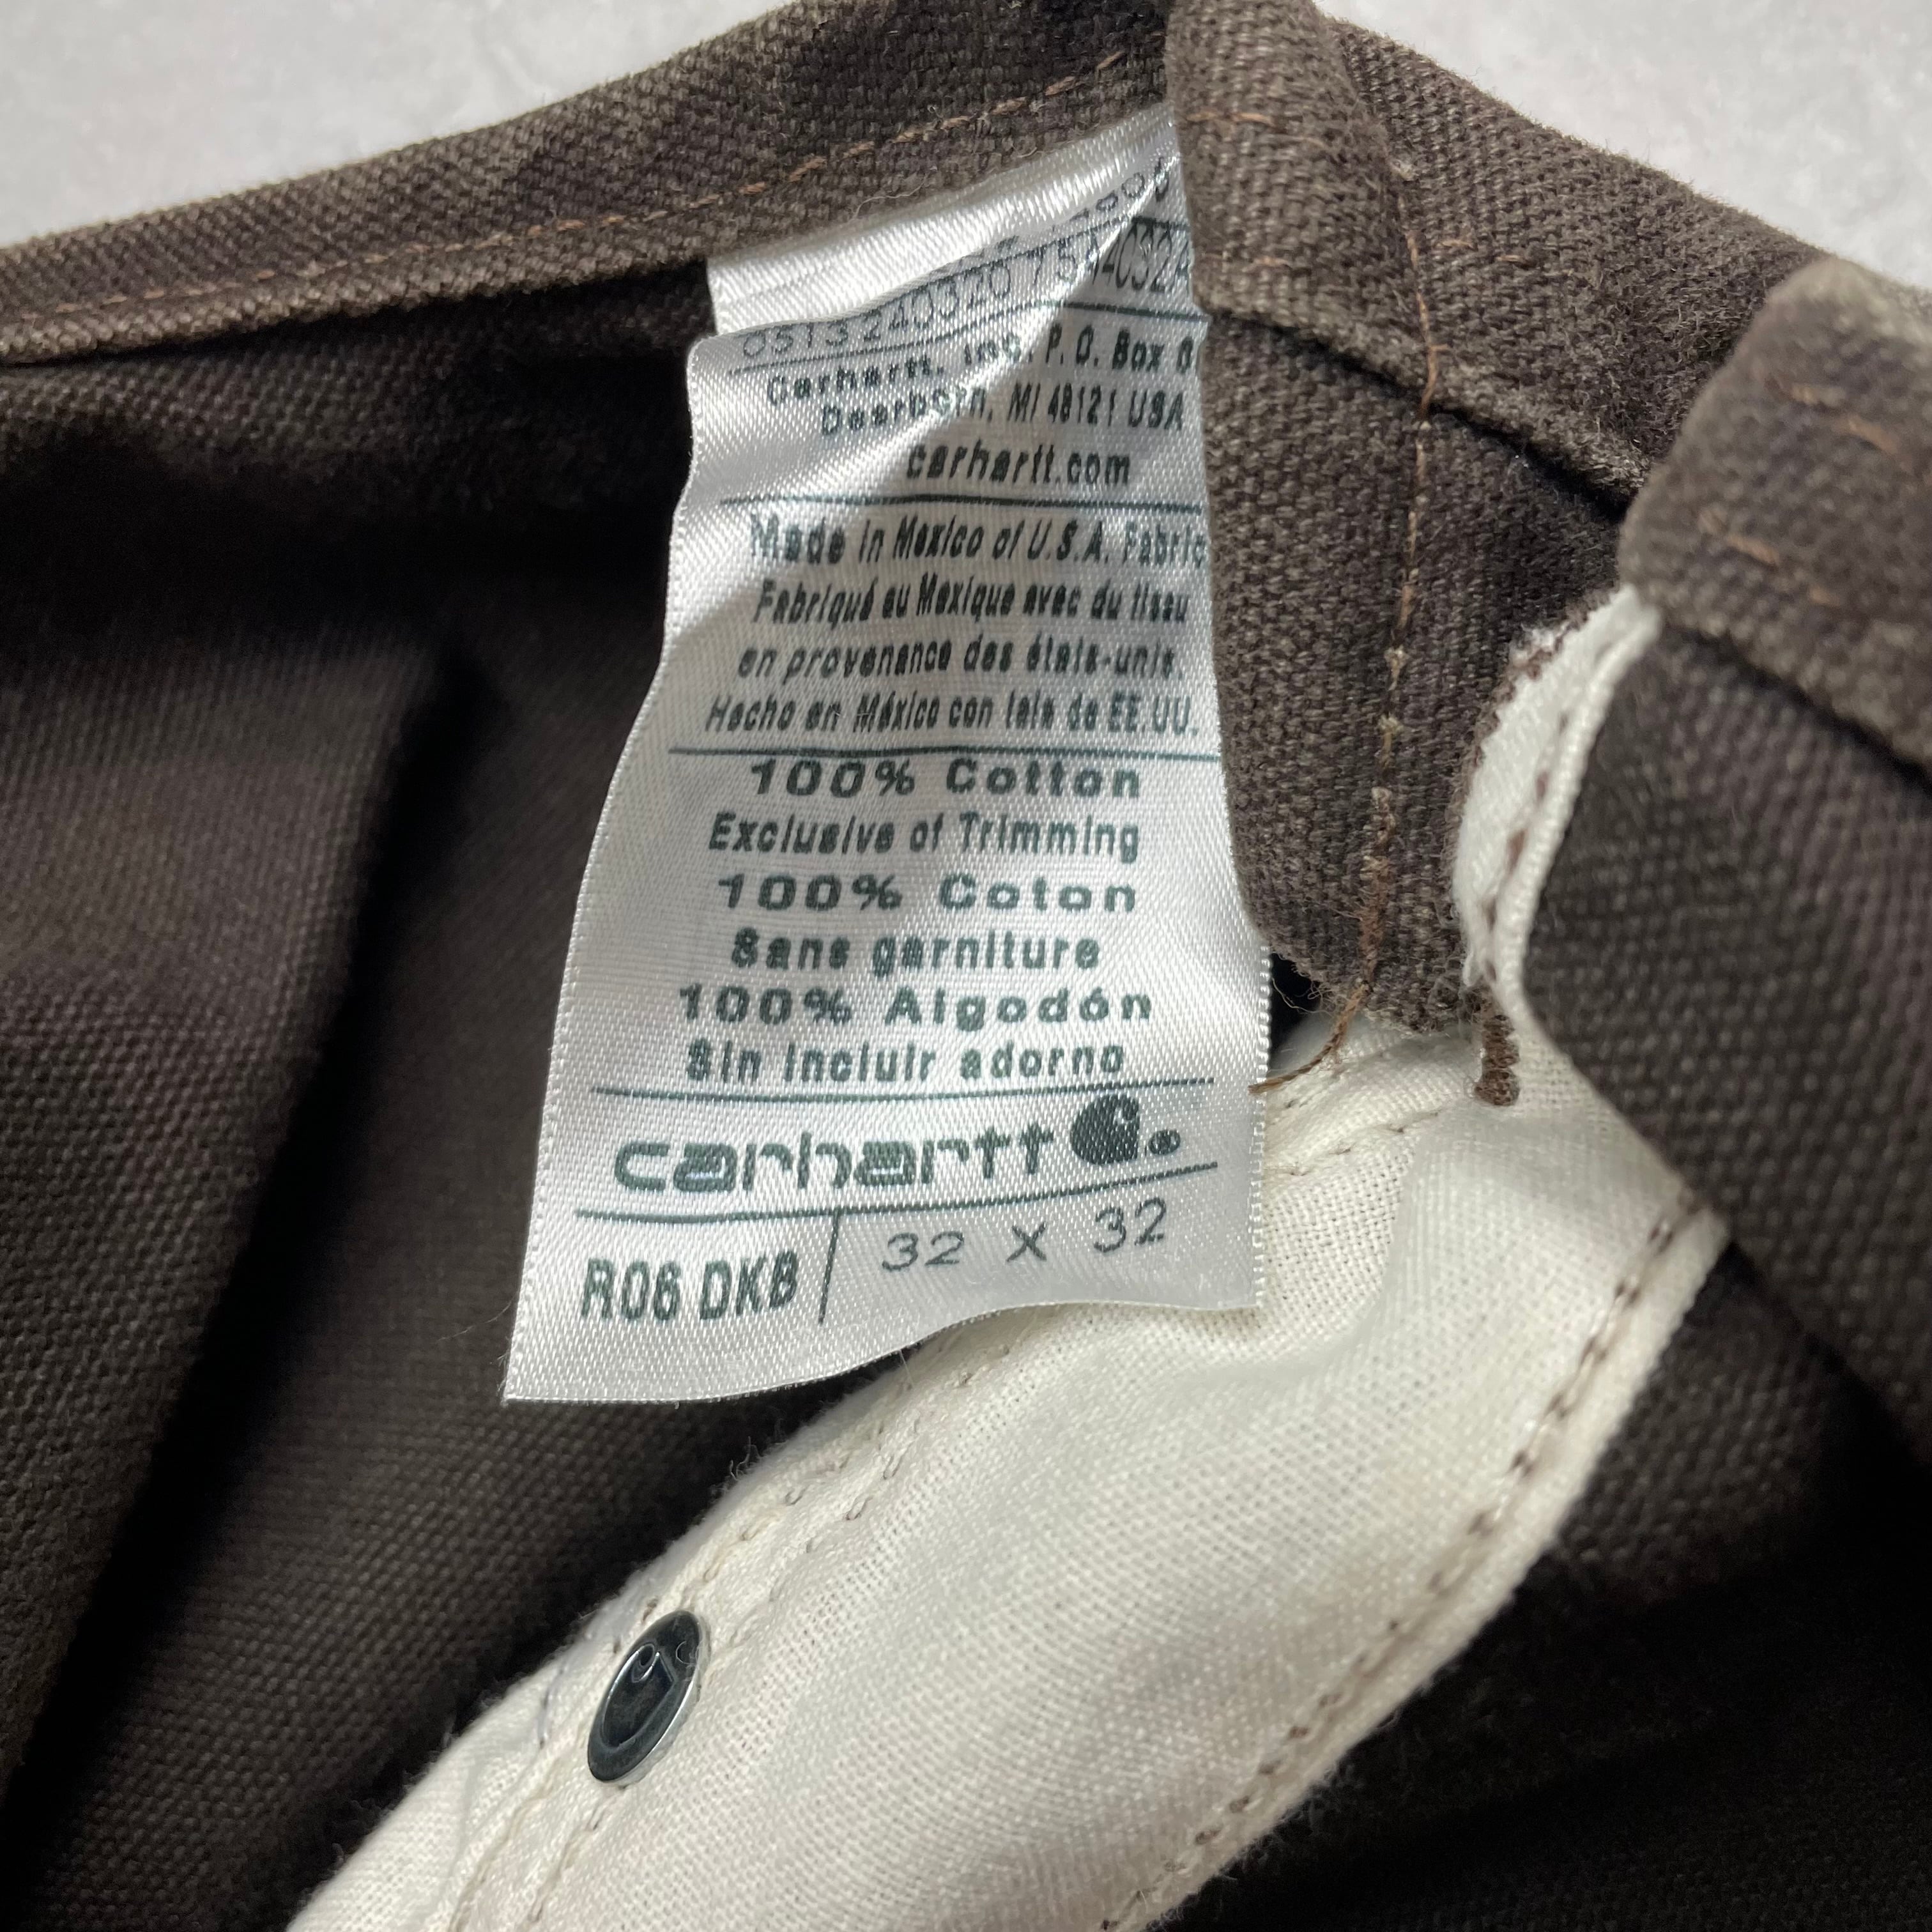 0513 240320
Carhartt, Inc. P.O. Box
Dearborn, MI 48121 USA
carhartt.com
Made in Mexico of U.S.A. Fabric
Fabriqué au Mexique avec du tissu
en provenance des états-unis.
Hecho en México con tela de EE.UU.
100% Cotton
Exclusive of Trimming
100% Coton
Sans garniture
100% Algodón
Sin incluir adorno
carhartt
R06 DKB 32 X 32